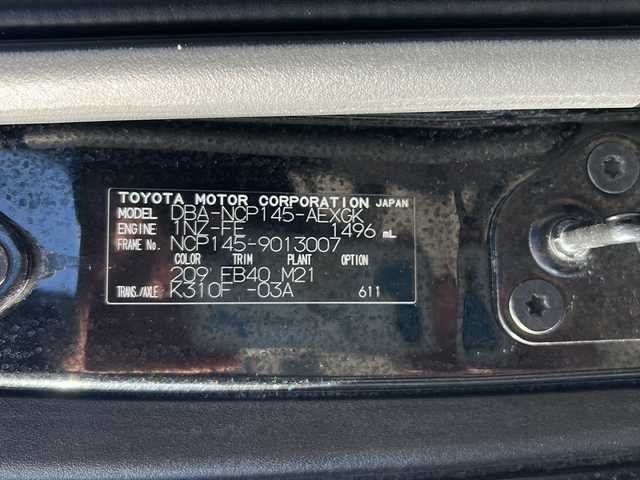 TOYOTA MOTOR CORPORATION JAPAN
MODEL DBA-NCP145-AEXGK
ENGINE 1NZ-FE 1496 mL
FRAME No. NCP145-9013007
COLOR TRIM PLANT OPTION
209 FB40 M21
TRANS./AXLE K310F -03A 611